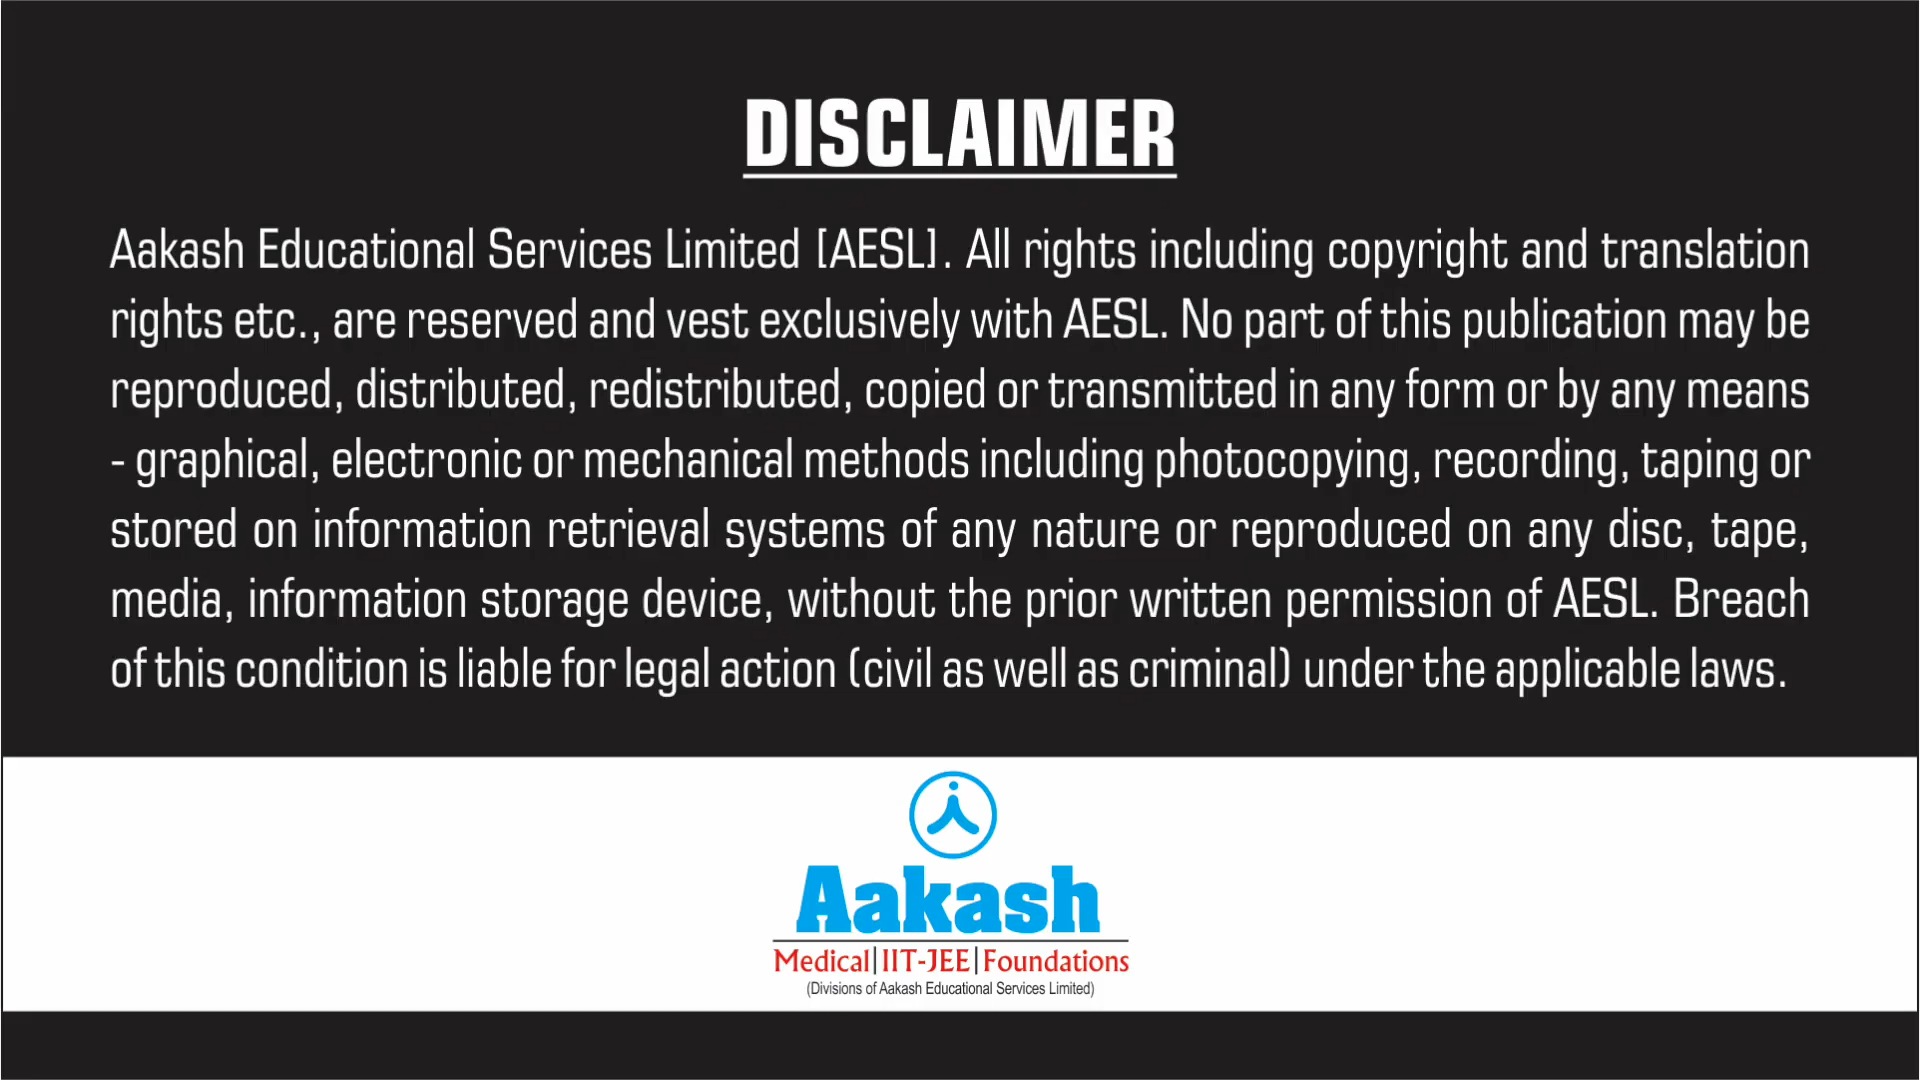 DISCLAIMER
Aakash Educational Services Limited [AESL]. All rights including copyright and translation
rights etc., are reserved and vest exclusively with AESL. No part of this publication may be
reproduced, distributed, redistributed, copied or transmitted in any form or by any means
- graphical, electronic or mechanical methods including photocopying, recording, taping or
stored on information retrieval systems of any nature or reproduced on any disc, tape,
media, information storage device, without the prior written permission of AESL. Breach
of this condition is liable for legal action (civil as well as criminal) under the applicable laws.
Aakash
Medical|IIT-JEE|Foundations
(Divisions of Aakash Educational Services Limited)